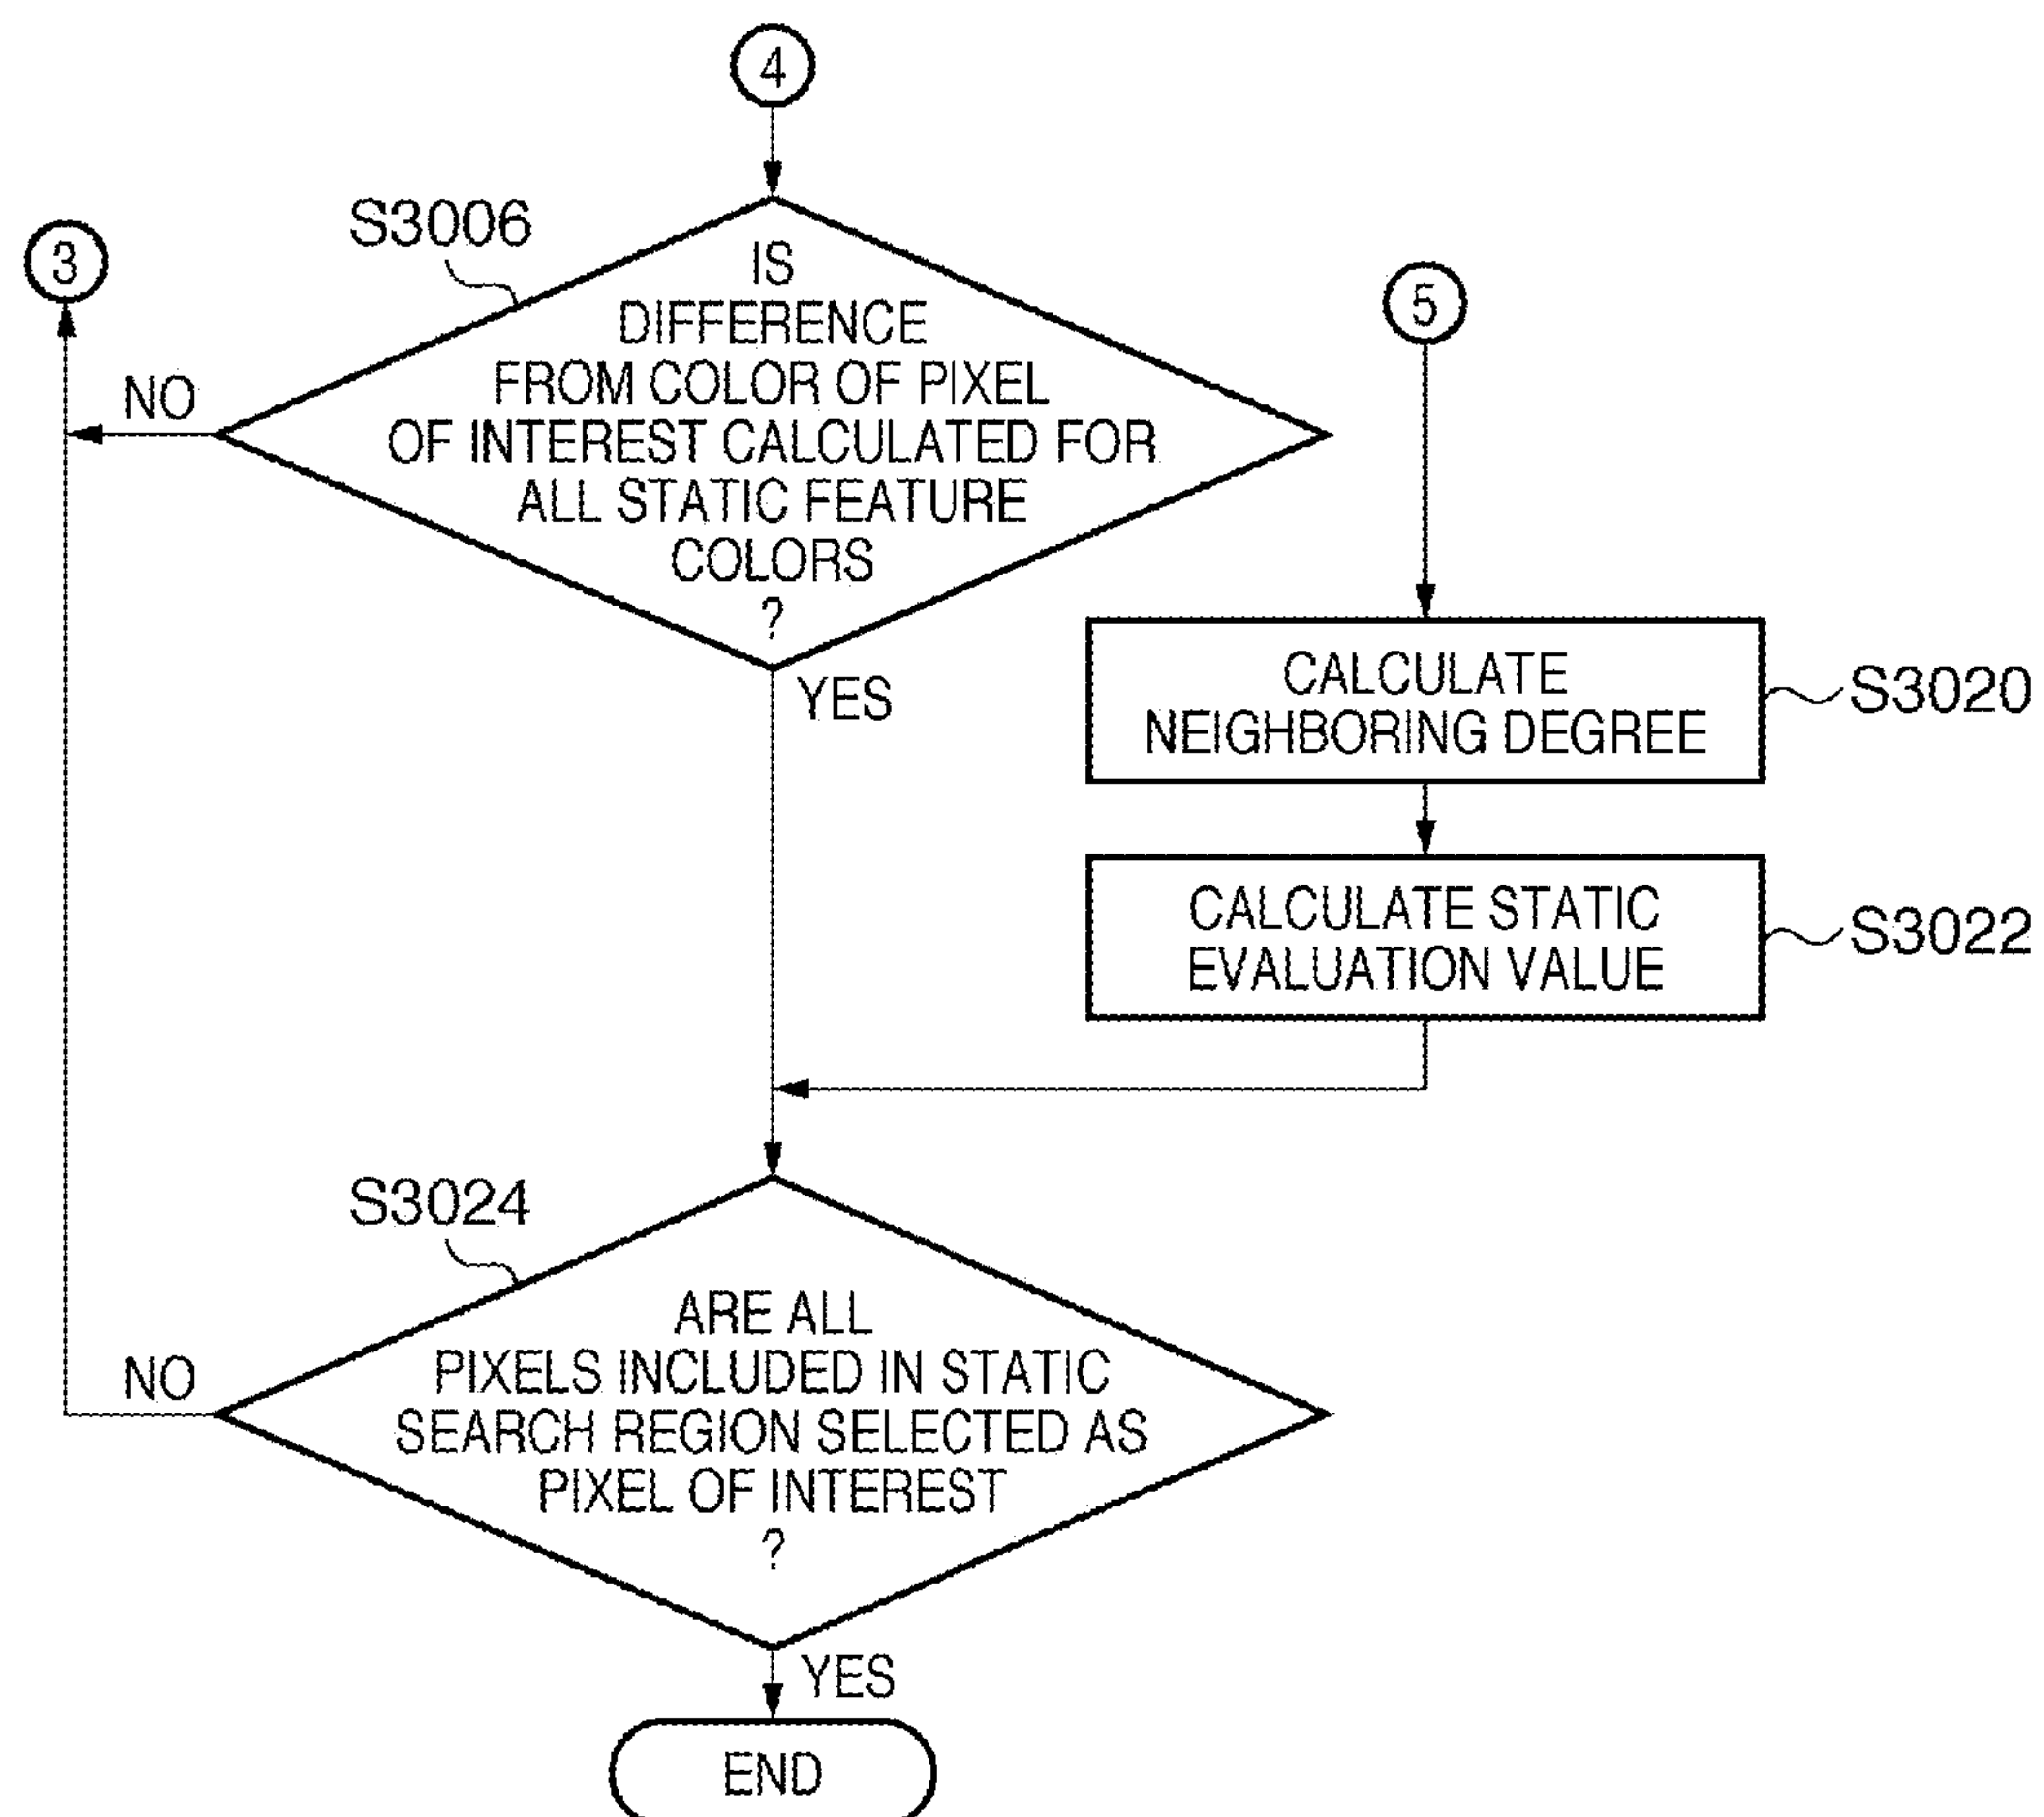 4
S3006
3
IS
DIFFERENCE
FROM COLOR OF PIXEL
OF INTEREST CALCULATED FOR
ALL STATIC FEATURE
COLORS
?
NO
YES
5
CALCULATE
NEIGHBORING DEGREE
S3020
CALCULATE STATIC
EVALUATION VALUE
S3022
S3024
ARE ALL
PIXELS INCLUDED IN STATIC
SEARCH REGION SELECTED AS
PIXEL OF INTEREST
?
NO
YES
END